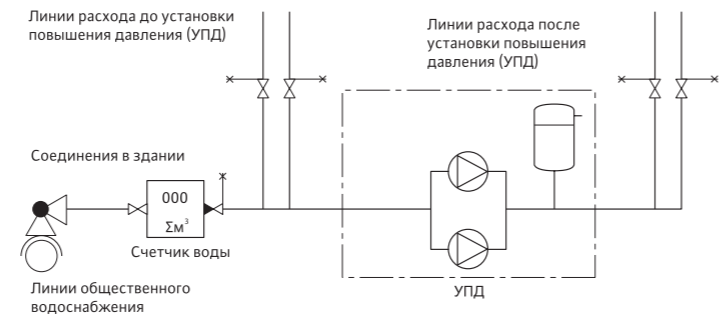 Линии расхода до установки
повышения давления (УПД)
Линии расхода после
установки повышения
давления (УПД)
Соединения в здании
000
Σм³
Счетчик воды
Линии общественного
водоснабжения
УПД